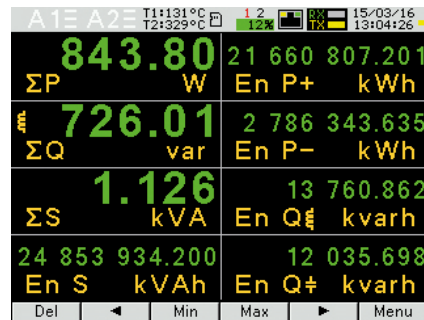 A1 A2 T1:131°C T2:329°C 1 2 12% RX TX 15/03/16 13:04:26
843.80 21 660 807.201
ΣP W En P+ kWh
726.01 2 786 343.635
ΣQ var En P− kWh
1.126 13 760.862
ΣS kVA En Q kvarh
24 853 934.200 12 035.698
En S kVAh En Q kvarh
Del ◄ Min Max ► Menu